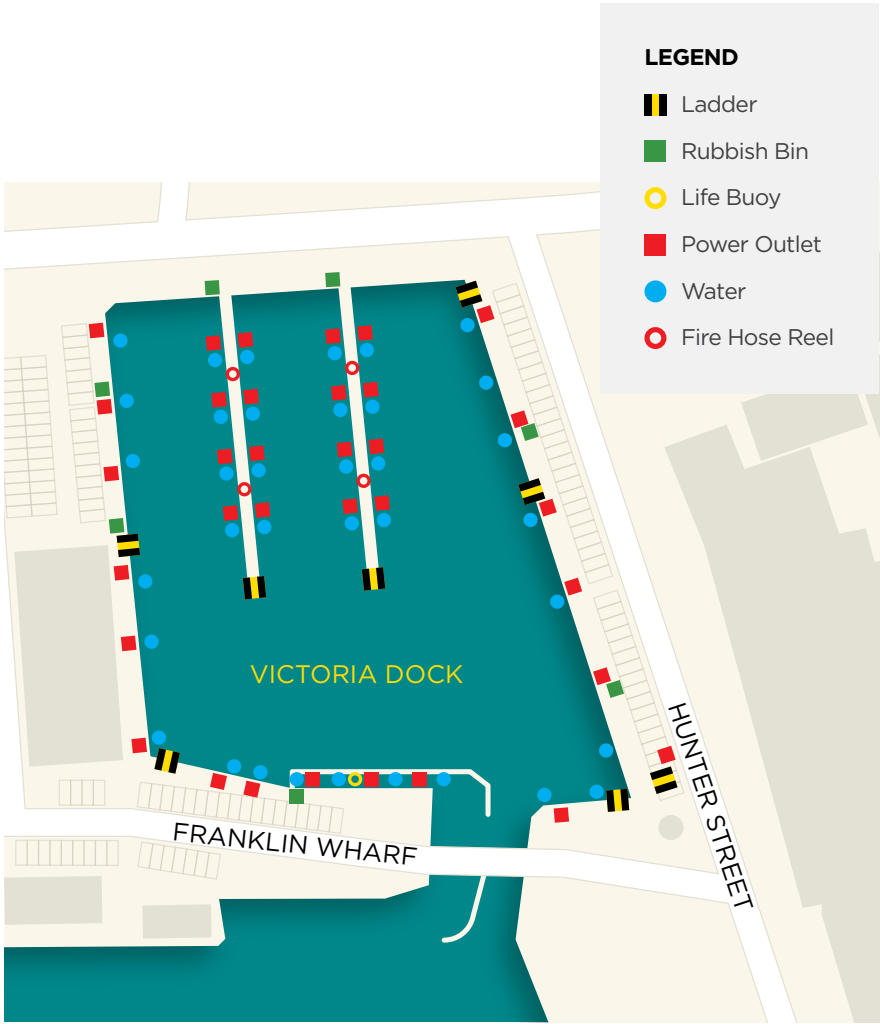 LEGEND
Ladder
Rubbish Bin
Life Buoy
Power Outlet
Water
Fire Hose Reel
VICTORIA DOCK
HUNTER STREET
FRANKLIN WHARF